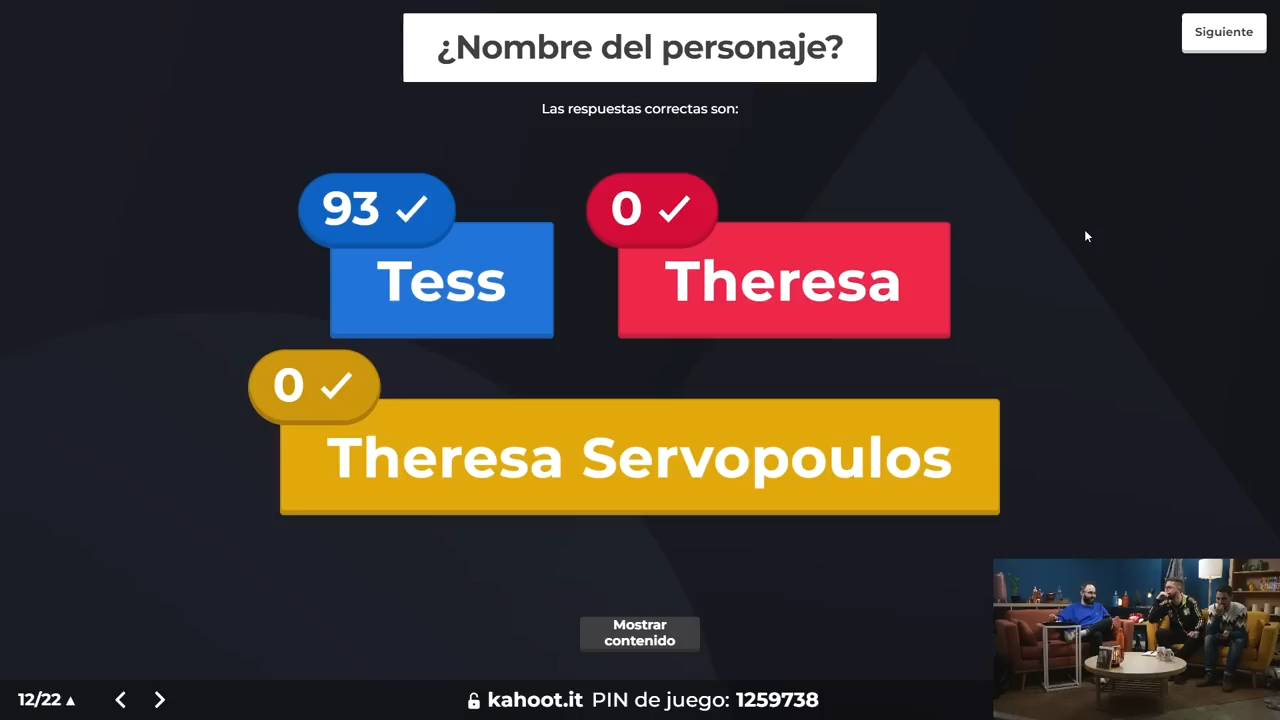 ¿Nombre del personaje?
Siguiente
Las respuestas correctas son:
93
Tess
0
Theresa
0
Theresa Servopoulos
Mostrar
contenido
12/22
kahoot.it PIN de juego: 1259738